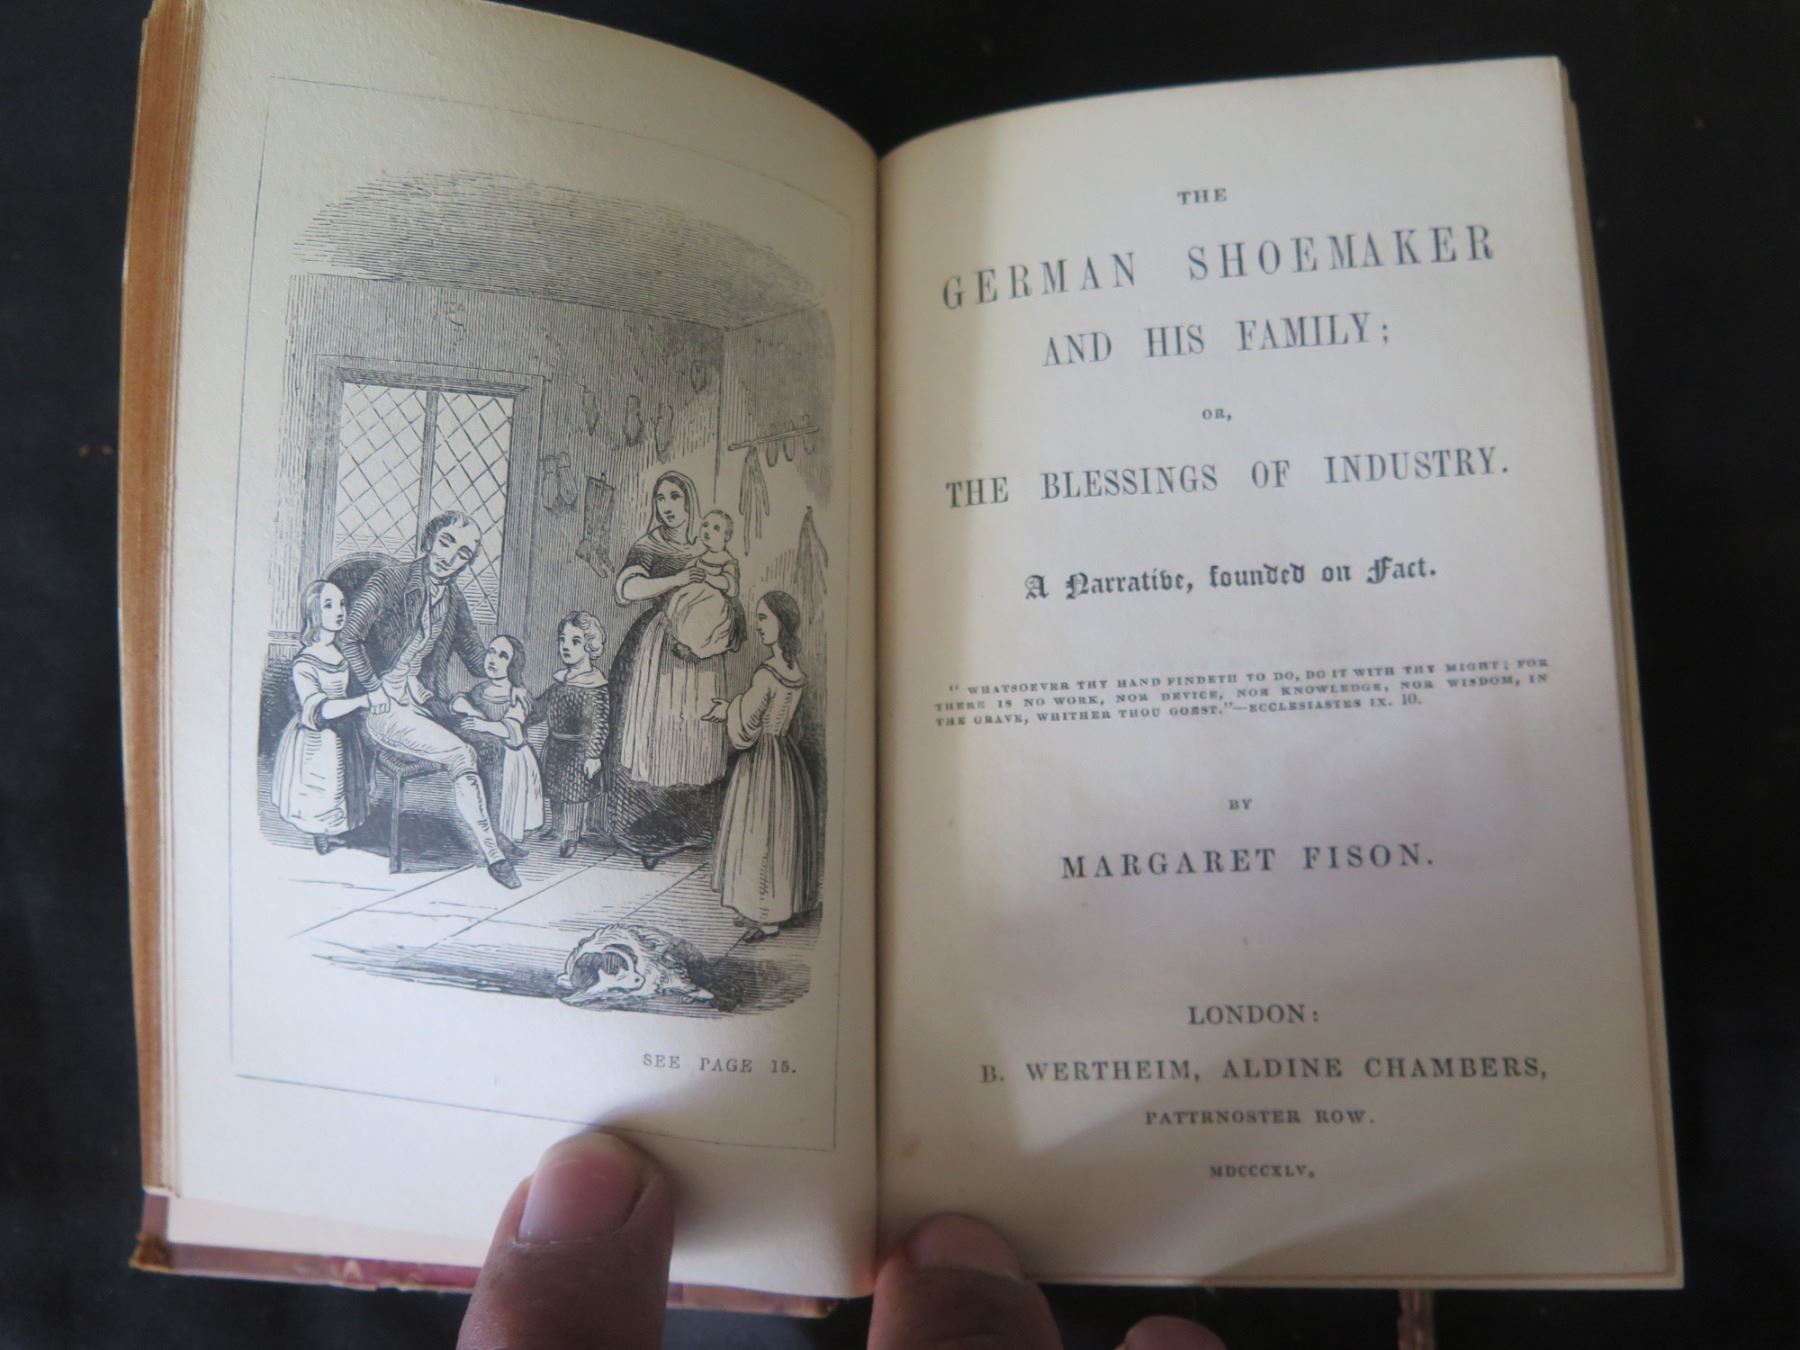 SEE PAGE 15.
THE
GERMAN SHOEMAKER
AND HIS FAMILY;
OR,
THE BLESSINGS OF INDUSTRY.
A Narrative, founded on Fact.
"WHATSOEVER THY HAND FINDETH TO DO, DO IT WITH THY MIGHT; FOR
THERE IS NO WORK, NOR DEVICE, NOR KNOWLEDGE, NOR WISDOM, IN
THE GRAVE, WHITHER THOU GOEST."—ECCLESIASTES IX. 10.
BY
MARGARET FISON.
LONDON:
B. WERTHEIM, ALDINE CHAMBERS,
PATTRNOSTER ROW.
MDCCCXLV.